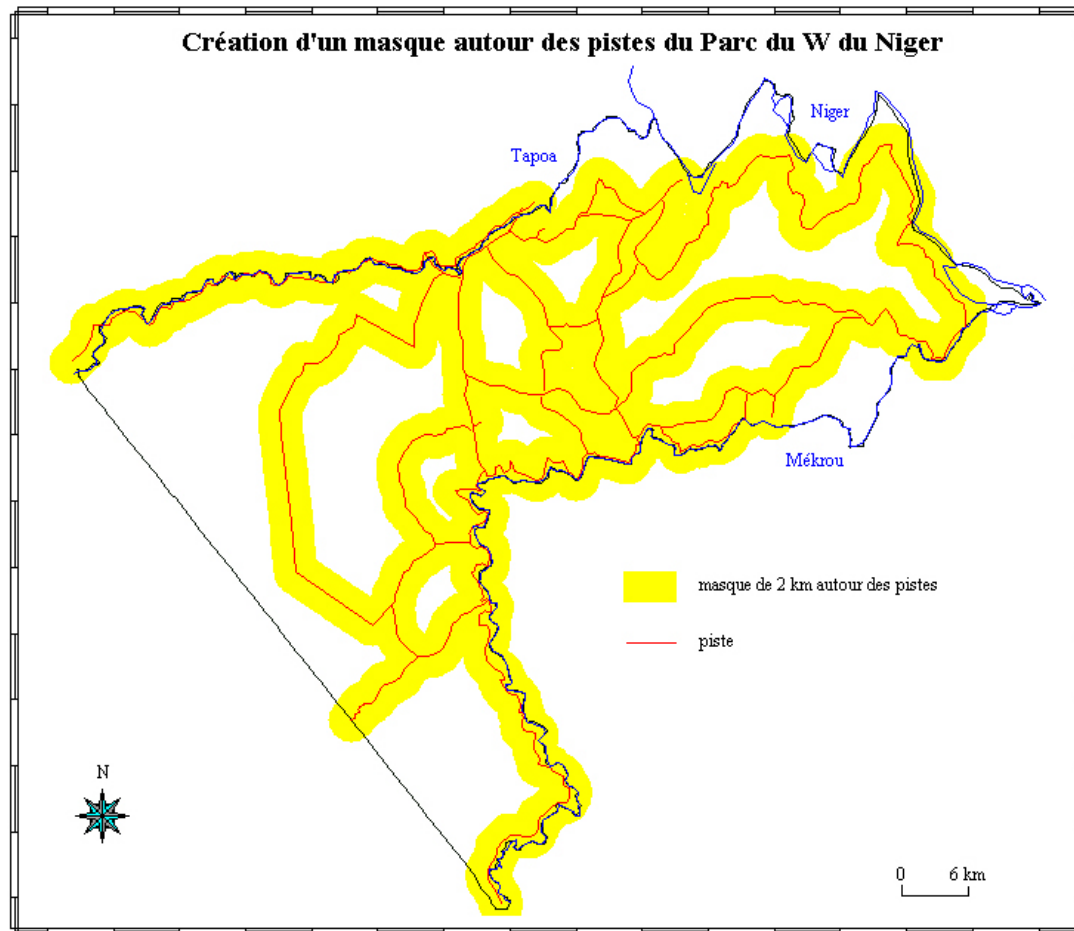 Création d'un masque autour des pistes du Parc du W du Niger
Niger
Tapoa
Mékrou
masque de 2 km autour des pistes
piste
N
0 6 km